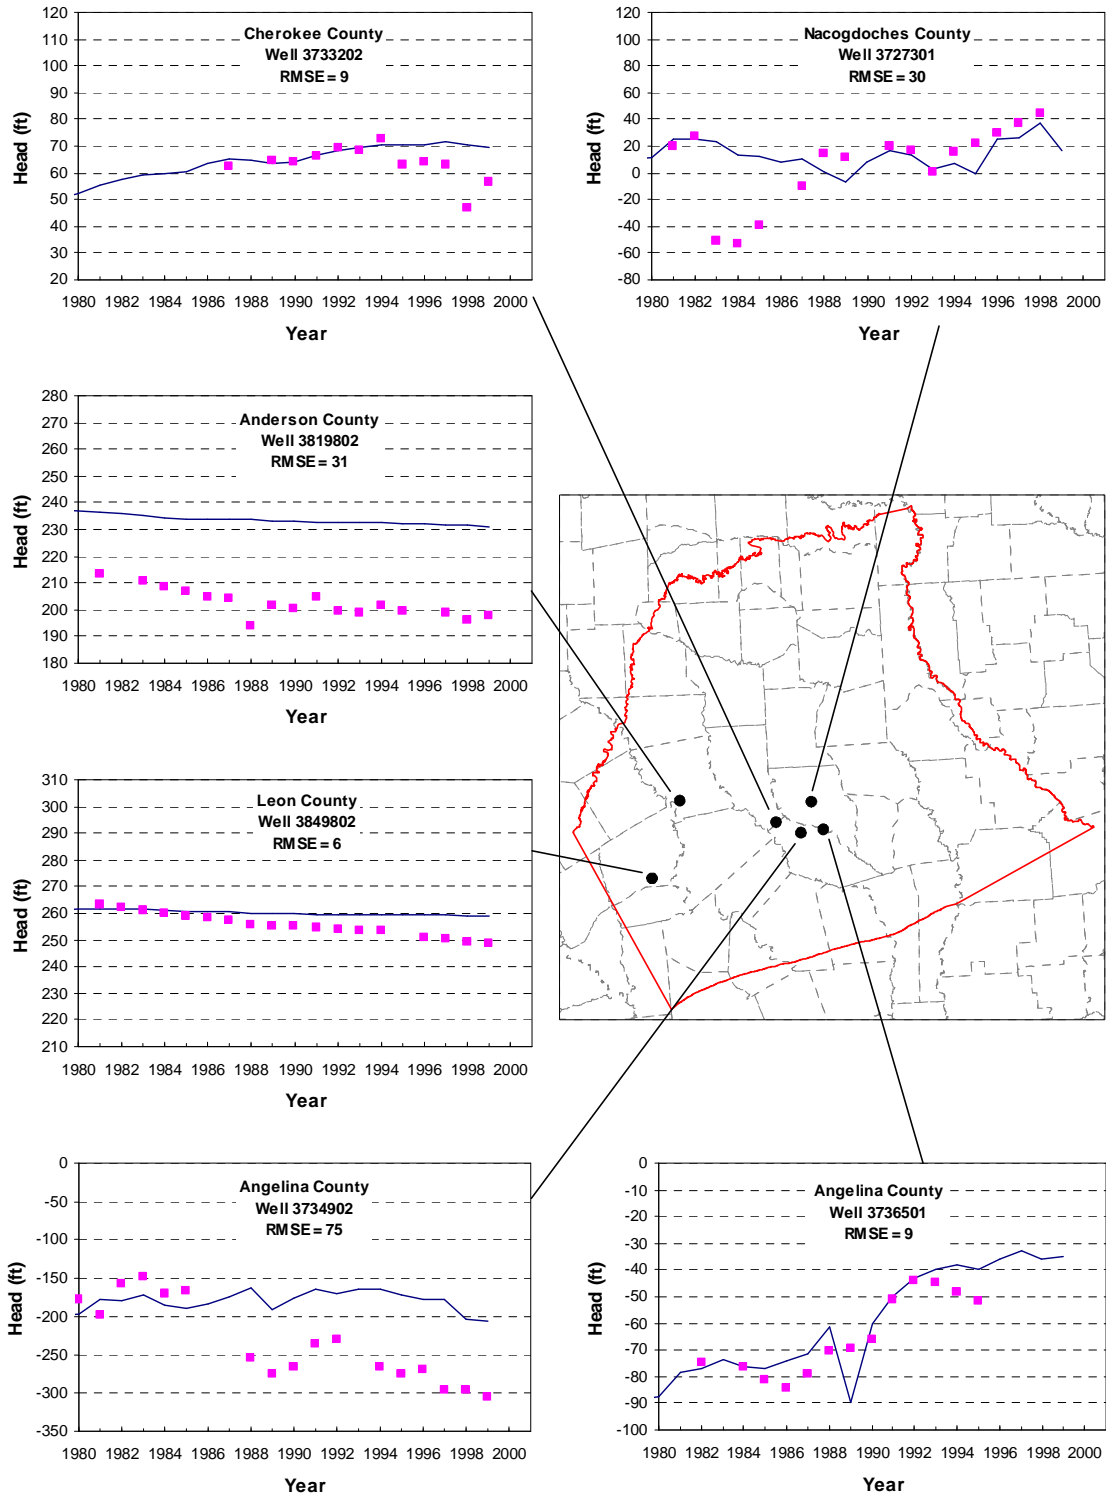 Cherokee County
Well 3733202
RMSE = 9
Head (ft)
120
110
100
90
80
70
60
50
40
30
20
1980 1982 1984 1986 1988 1990 1992 1994 1996 1998 2000
Year
Nacogdoches County
Well 3727301
RMSE = 30
Head (ft)
120
100
80
60
40
20
0
-20
-40
-60
-80
1980 1982 1984 1986 1988 1990 1992 1994 1996 1998 2000
Year
Anderson County
Well 3819802
RMSE = 31
Head (ft)
280
270
260
250
240
230
220
210
200
190
180
1980 1982 1984 1986 1988 1990 1992 1994 1996 1998 2000
Year
Leon County
Well 3849802
RMSE = 6
Head (ft)
310
300
290
280
270
260
250
240
230
220
210
1980 1982 1984 1986 1988 1990 1992 1994 1996 1998 2000
Year
Angelina County
Well 3734902
RMSE = 75
Head (ft)
0
-50
-100
-150
-200
-250
-300
-350
1980 1982 1984 1986 1988 1990 1992 1994 1996 1998 2000
Year
Angelina County
Well 3736501
RMSE = 9
Head (ft)
0
-10
-20
-30
-40
-50
-60
-70
-80
-90
-100
1980 1982 1984 1986 1988 1990 1992 1994 1996 1998 2000
Year